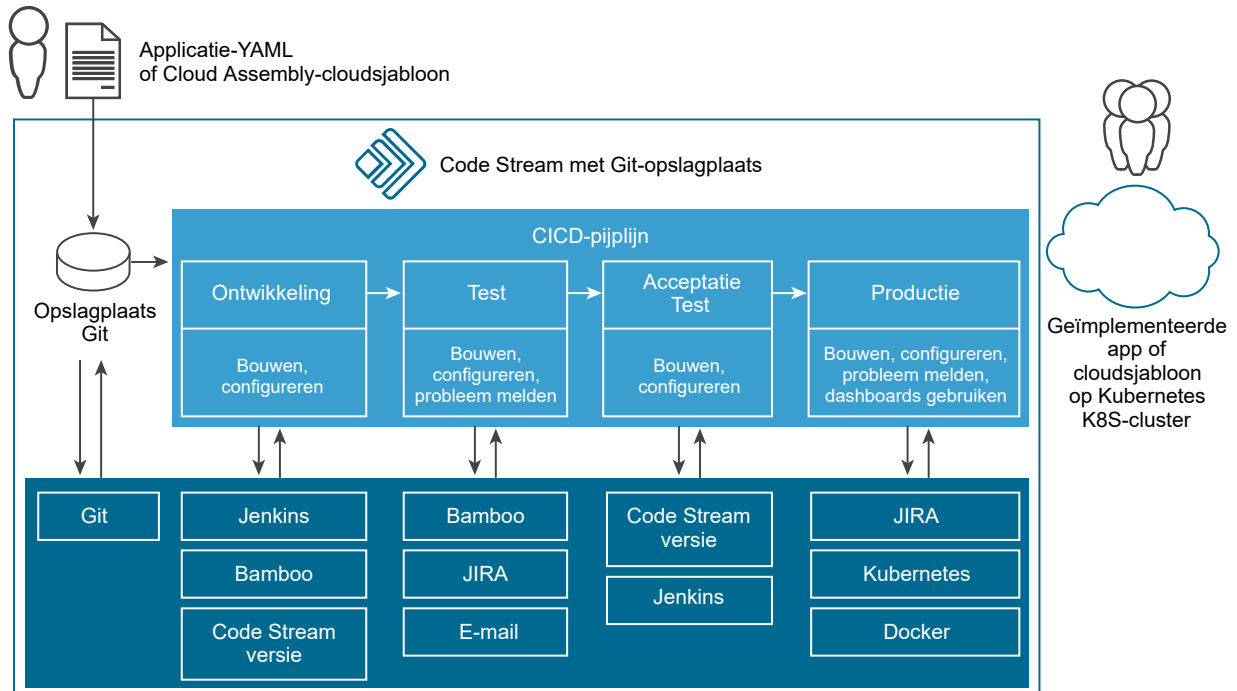 Applicatie-YAML
of Cloud Assembly-cloudsjabloon
Code Stream met Git-opslagplaats
CICD-pijplijn
Ontwikkeling
Test
Acceptatie
Test
Productie
Bouwen,
configureren
Bouwen,
configureren,
probleem melden
Bouwen,
configureren
Bouwen, configureren,
probleem melden,
dashboards gebruiken
Opslagplaats
Git
Geïmplementeerde
app of
cloudsjabloon
op Kubernetes
K8S-cluster
Git
Jenkins
Bamboo
Code Stream
versie
Bamboo
JIRA
E-mail
Code Stream
versie
Jenkins
JIRA
Kubernetes
Docker